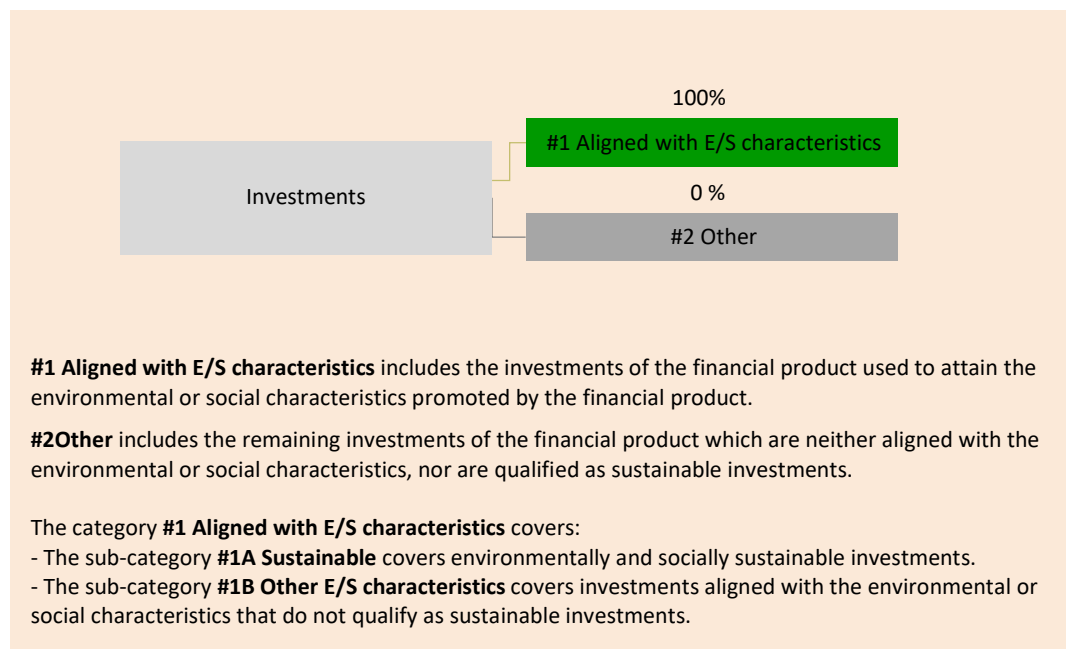 100%
#1 Aligned with E/S characteristics
Investments
0 %
#2 Other
#1 Aligned with E/S characteristics includes the investments of the financial product used to attain the
environmental or social characteristics promoted by the financial product.
#2Other includes the remaining investments of the financial product which are neither aligned with the
environmental or social characteristics, nor are qualified as sustainable investments.
The category #1 Aligned with E/S characteristics covers:
- The sub-category #1A Sustainable covers environmentally and socially sustainable investments.
- The sub-category #1B Other E/S characteristics covers investments aligned with the environmental or
social characteristics that do not qualify as sustainable investments.